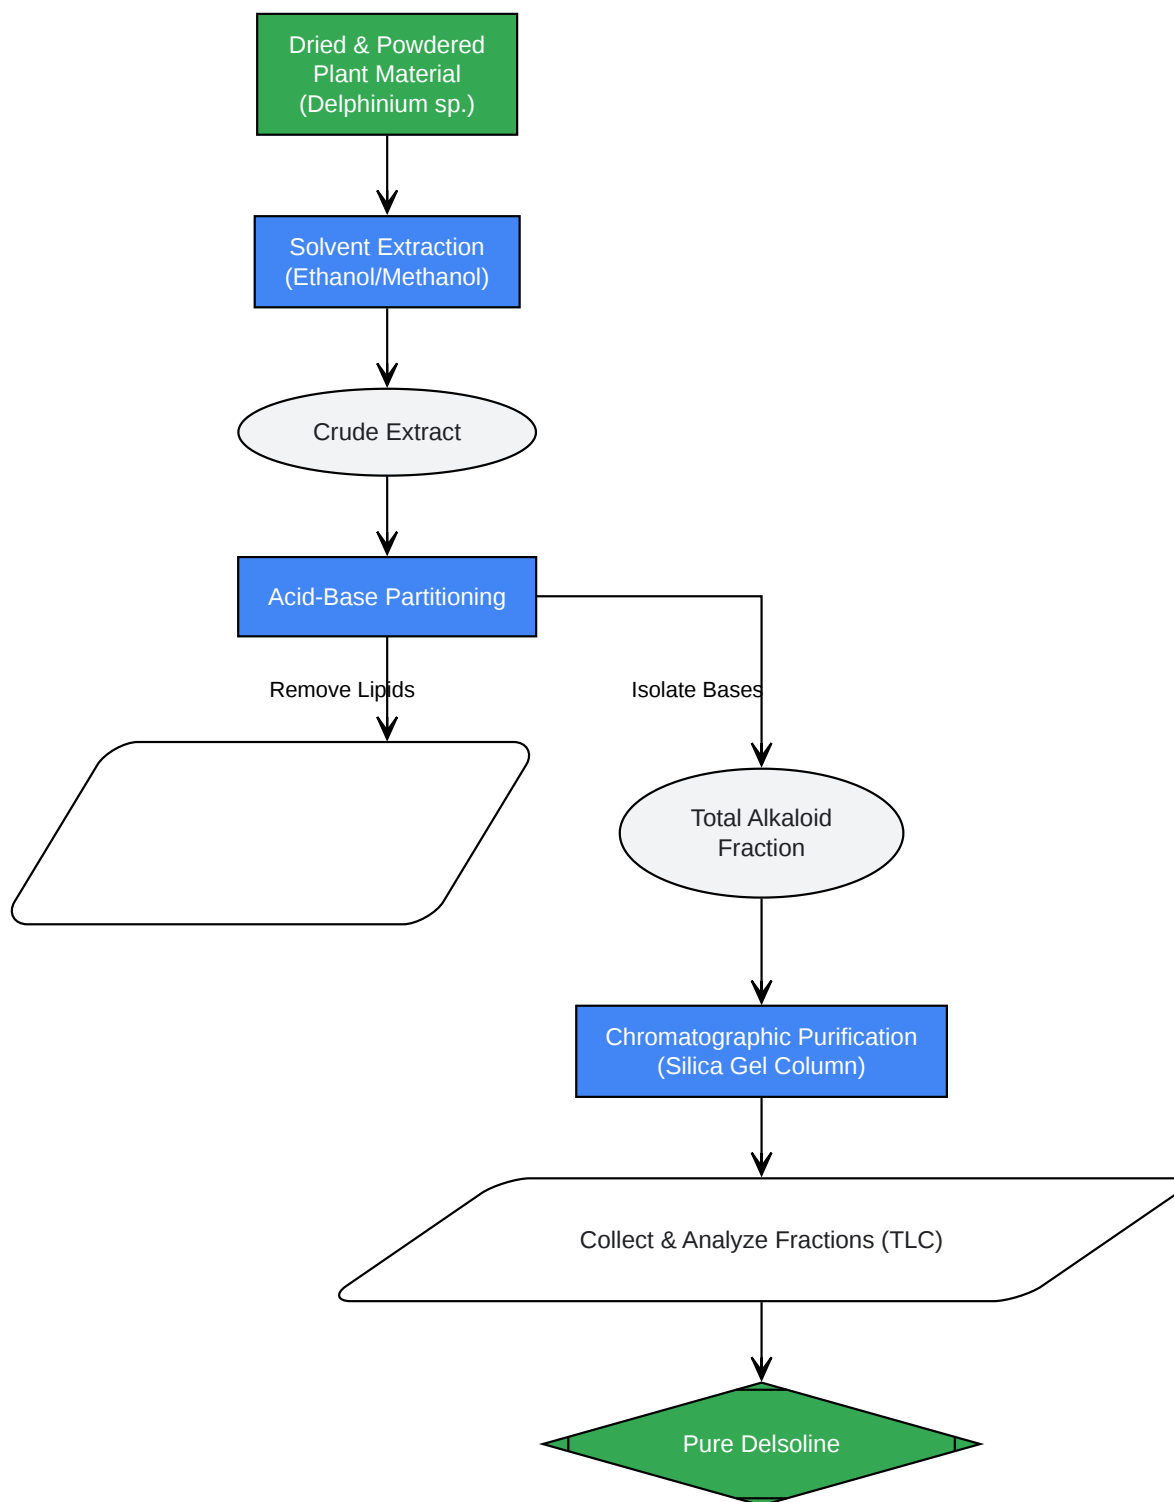 Dried & Powdered
Plant Material
(Delphinium sp.)
Solvent Extraction
(Ethanol/Methanol)
Crude Extract
Acid-Base Partitioning
Remove Lipids
Isolate Bases
Total Alkaloid
Fraction
Chromatographic Purification
(Silica Gel Column)
Collect & Analyze Fractions (TLC)
Pure Delsoline